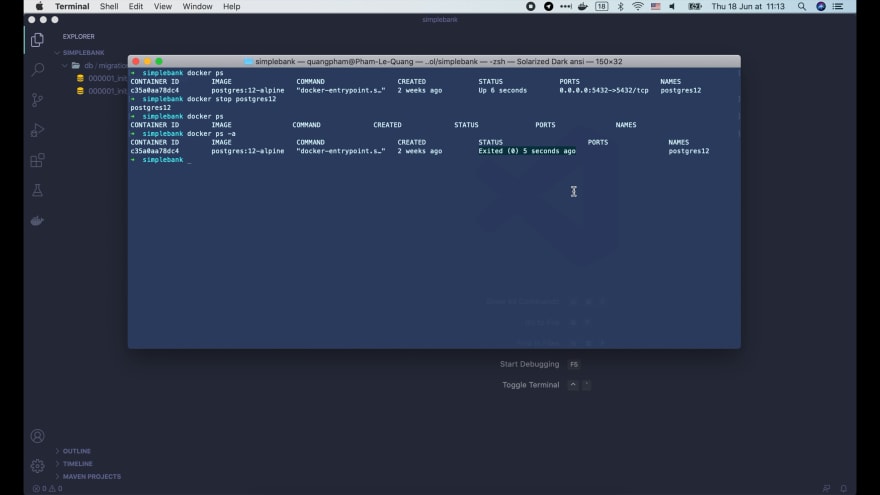 Terminal Shell Edit View Window Help 18 Thu 18 Jun at 11:13
simplebank
EXPLORER
SIMPLEBANK
db / migration
000001_init
000001_init
simplebank — quangpham@Pham-Le-Quang — ..ol/simplebank — -zsh — Solarized Dark ansi — 150×32
➜ simplebank docker ps
CONTAINER ID IMAGE COMMAND CREATED STATUS PORTS NAMES
c35a0aa78dc4 postgres:12-alpine "docker-entrypoint.s…" 2 weeks ago Up 6 seconds 0.0.0.0:5432->5432/tcp postgres12
➜ simplebank docker stop postgres12
postgres12
➜ simplebank docker ps
CONTAINER ID IMAGE COMMAND CREATED STATUS PORTS NAMES
➜ simplebank docker ps -a
CONTAINER ID IMAGE COMMAND CREATED STATUS PORTS NAMES
c35a0aa78dc4 postgres:12-alpine "docker-entrypoint.s…" 2 weeks ago Exited (0) 5 seconds ago postgres12
➜ simplebank _
Start Debugging F5
Toggle Terminal ^ `
OUTLINE
TIMELINE
MAVEN PROJECTS
0 0